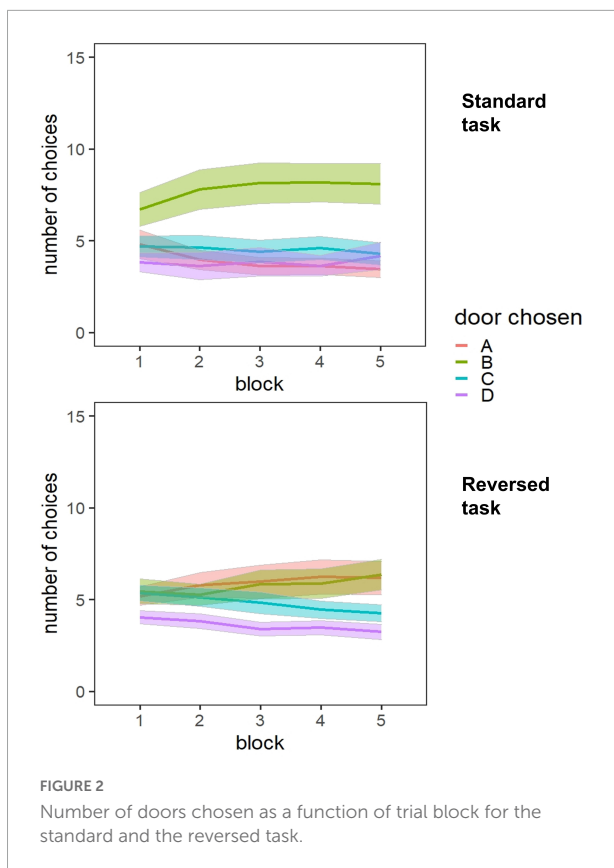 15
10
5
0
number of choices
1 2 3 4 5
block
Standard
task
door chosen
A
B
C
D
15
10
5
0
number of choices
1 2 3 4 5
block
Reversed
task
FIGURE 2
Number of doors chosen as a function of trial block for the
standard and the reversed task.